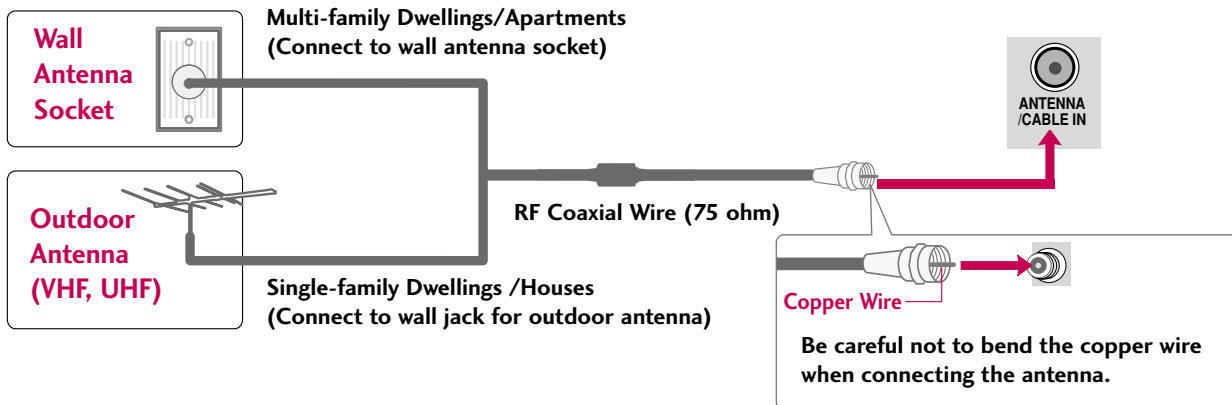 Wall
Antenna
Socket
Multi-family Dwellings/Apartments
(Connect to wall antenna socket)
ANTENNA
/CABLE IN
Outdoor
Antenna
(VHF, UHF)
RF Coaxial Wire (75 ohm)
Single-family Dwellings /Houses
(Connect to wall jack for outdoor antenna)
Copper Wire
Be careful not to bend the copper wire
when connecting the antenna.